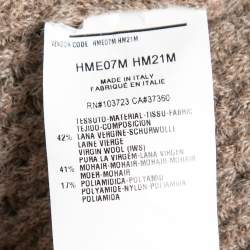 VENDOR CODE HME07M HM21M
HME07M HM21M
MADE IN ITALY
FABRIQUÉ EN ITALIE
RN#103723 CA#37360
TESSUTO-MATERIAL-TISSU-FABRIC
TEJIDO-COMPOSICION
42% LANA VERGINE-SCHURWOLLE
LAINE VIERGE
VIRGIN WOOL (IWS)
PURA LA VIRGEM-LANA VIRGEN
41% MOHAIR-MOHAIR-MOHAIR-MOHAIR
MOER-MOHAIR
17% POLIAMIDICA-POLYAMID
POLYAMIDE-NYLON-POLIAMIDA
POLIAMIDA